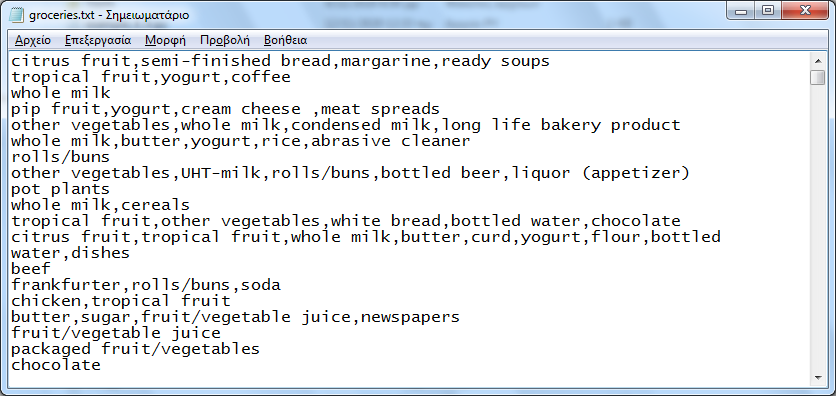 groceries.txt - Σημειωματάριο
Αρχείο Επεξεργασία Μορφή Προβολή Βοήθεια
citrus fruit,semi-finished bread,margarine,ready soups
tropical fruit,yogurt,coffee
whole milk
pip fruit,yogurt,cream cheese ,meat spreads
other vegetables,whole milk,condensed milk,long life bakery product
whole milk,butter,yogurt,rice,abrasive cleaner
rolls/buns
other vegetables,UHT-milk,rolls/buns,bottled beer,liquor (appetizer)
pot plants
whole milk,cereals
tropical fruit,other vegetables,white bread,bottled water,chocolate
citrus fruit,tropical fruit,whole milk,butter,curd,yogurt,flour,bottled
water,dishes
beef
frankfurter,rolls/buns,soda
chicken,tropical fruit
butter,sugar,fruit/vegetable juice,newspapers
fruit/vegetable juice
packaged fruit/vegetables
chocolate